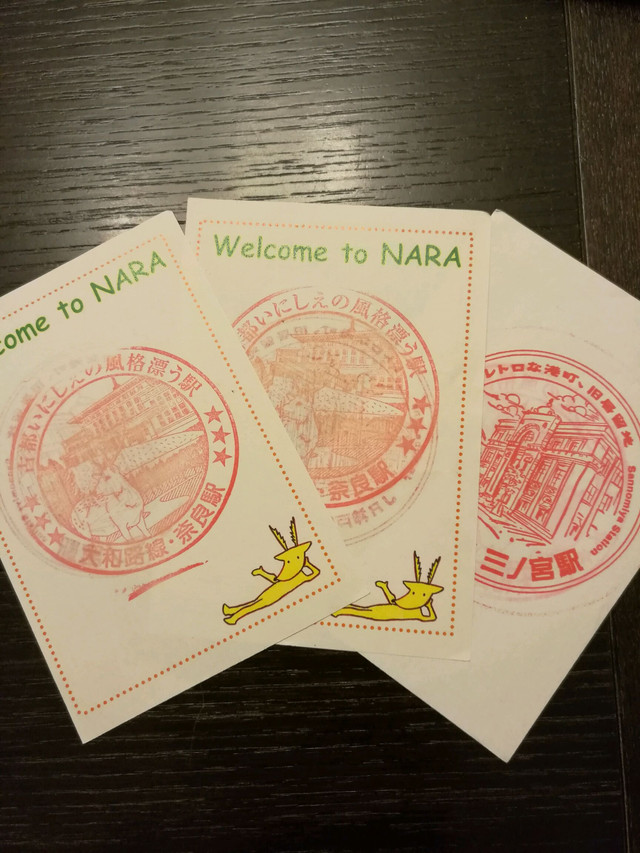 come to NARA
古都いにしえの風格漂う駅
大和路線・奈良駅
Welcome to NARA
都いにしえの風格漂う駅
奈良駅
レトロな港町、旧居留地
Sannomiya Station
三ノ宮駅